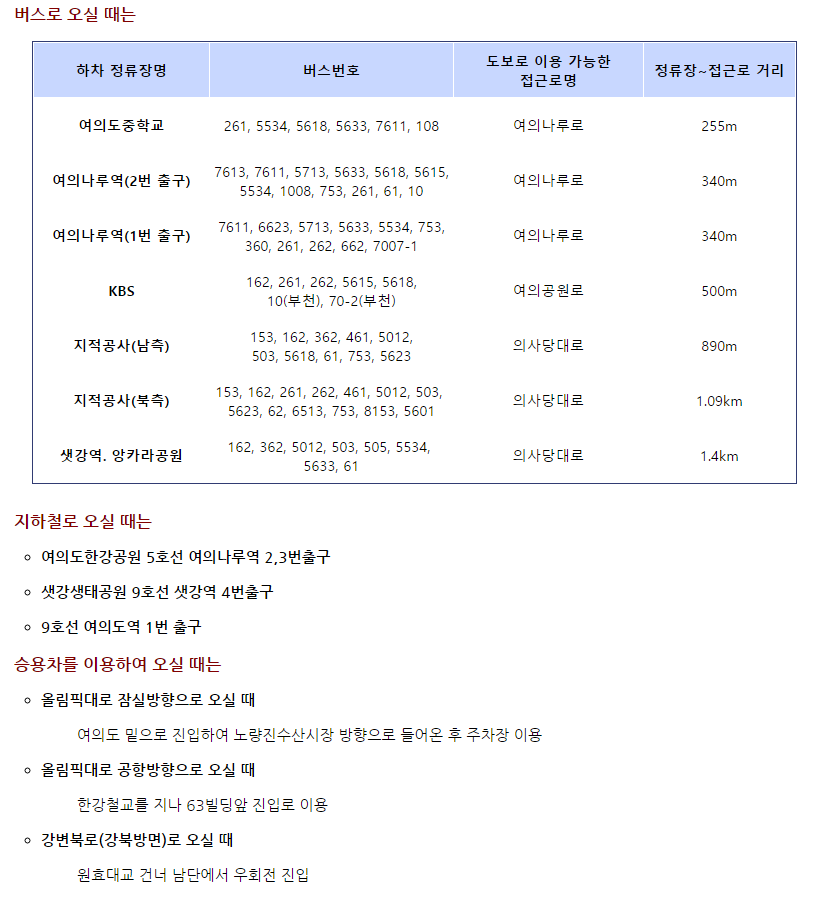 버스로 오실 때는
하차 정류장명 버스번호 도보로 이용 가능한 접근로명 정류장~접근로 거리
여의도중학교 261, 5534, 5618, 5633, 7611, 108 여의나루로 255m
여의나루역(2번 출구) 7613, 7611, 5713, 5633, 5618, 5615, 5534, 1008, 753, 261, 61, 10 여의나루로 340m
여의나루역(1번 출구) 7611, 6623, 5713, 5633, 5534, 753, 360, 261, 262, 662, 7007-1 여의나루로 340m
KBS 162, 261, 262, 5615, 5618, 10(부천), 70-2(부천) 여의공원로 500m
지적공사(남측) 153, 162, 362, 461, 5012, 503, 5618, 61, 753, 5623 의사당대로 890m
지적공사(북측) 153, 162, 261, 262, 461, 5012, 503, 5623, 62, 6513, 753, 8153, 5601 의사당대로 1.09km
샛강역. 앙카라공원 162, 362, 5012, 503, 505, 5534, 5633, 61 의사당대로 1.4km
지하철로 오실 때는
여의도한강공원 5호선 여의나루역 2,3번출구
샛강생태공원 9호선 샛강역 4번출구
9호선 여의도역 1번 출구
승용차를 이용하여 오실 때는
올림픽대로 잠실방향으로 오실 때
여의도 밑으로 진입하여 노량진수산시장 방향으로 들어온 후 주차장 이용
올림픽대로 공항방향으로 오실 때
한강철교를 지나 63빌딩앞 진입로 이용
강변북로(강북방면)로 오실 때
원효대교 건너 남단에서 우회전 진입